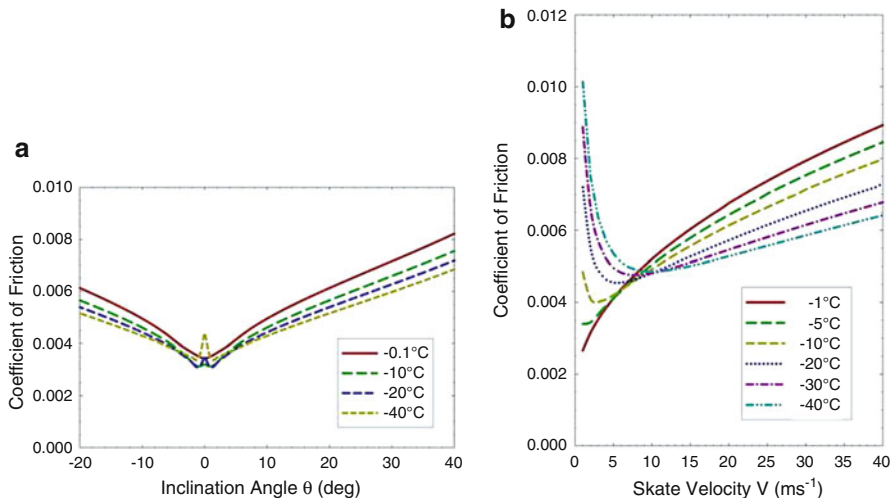 a
Coefficient of Friction
0.010
0.008
0.006
0.004
0.002
0.000
-20 -10 0 10 20 30 40
Inclination Angle θ (deg)
-0.1°C
-10°C
-20°C
-40°C
b
Coefficient of Friction
0.012
0.010
0.008
0.006
0.004
0.002
0.000
0 5 10 15 20 25 30 35 40
Skate Velocity V (ms⁻¹)
-1°C
-5°C
-10°C
-20°C
-30°C
-40°C